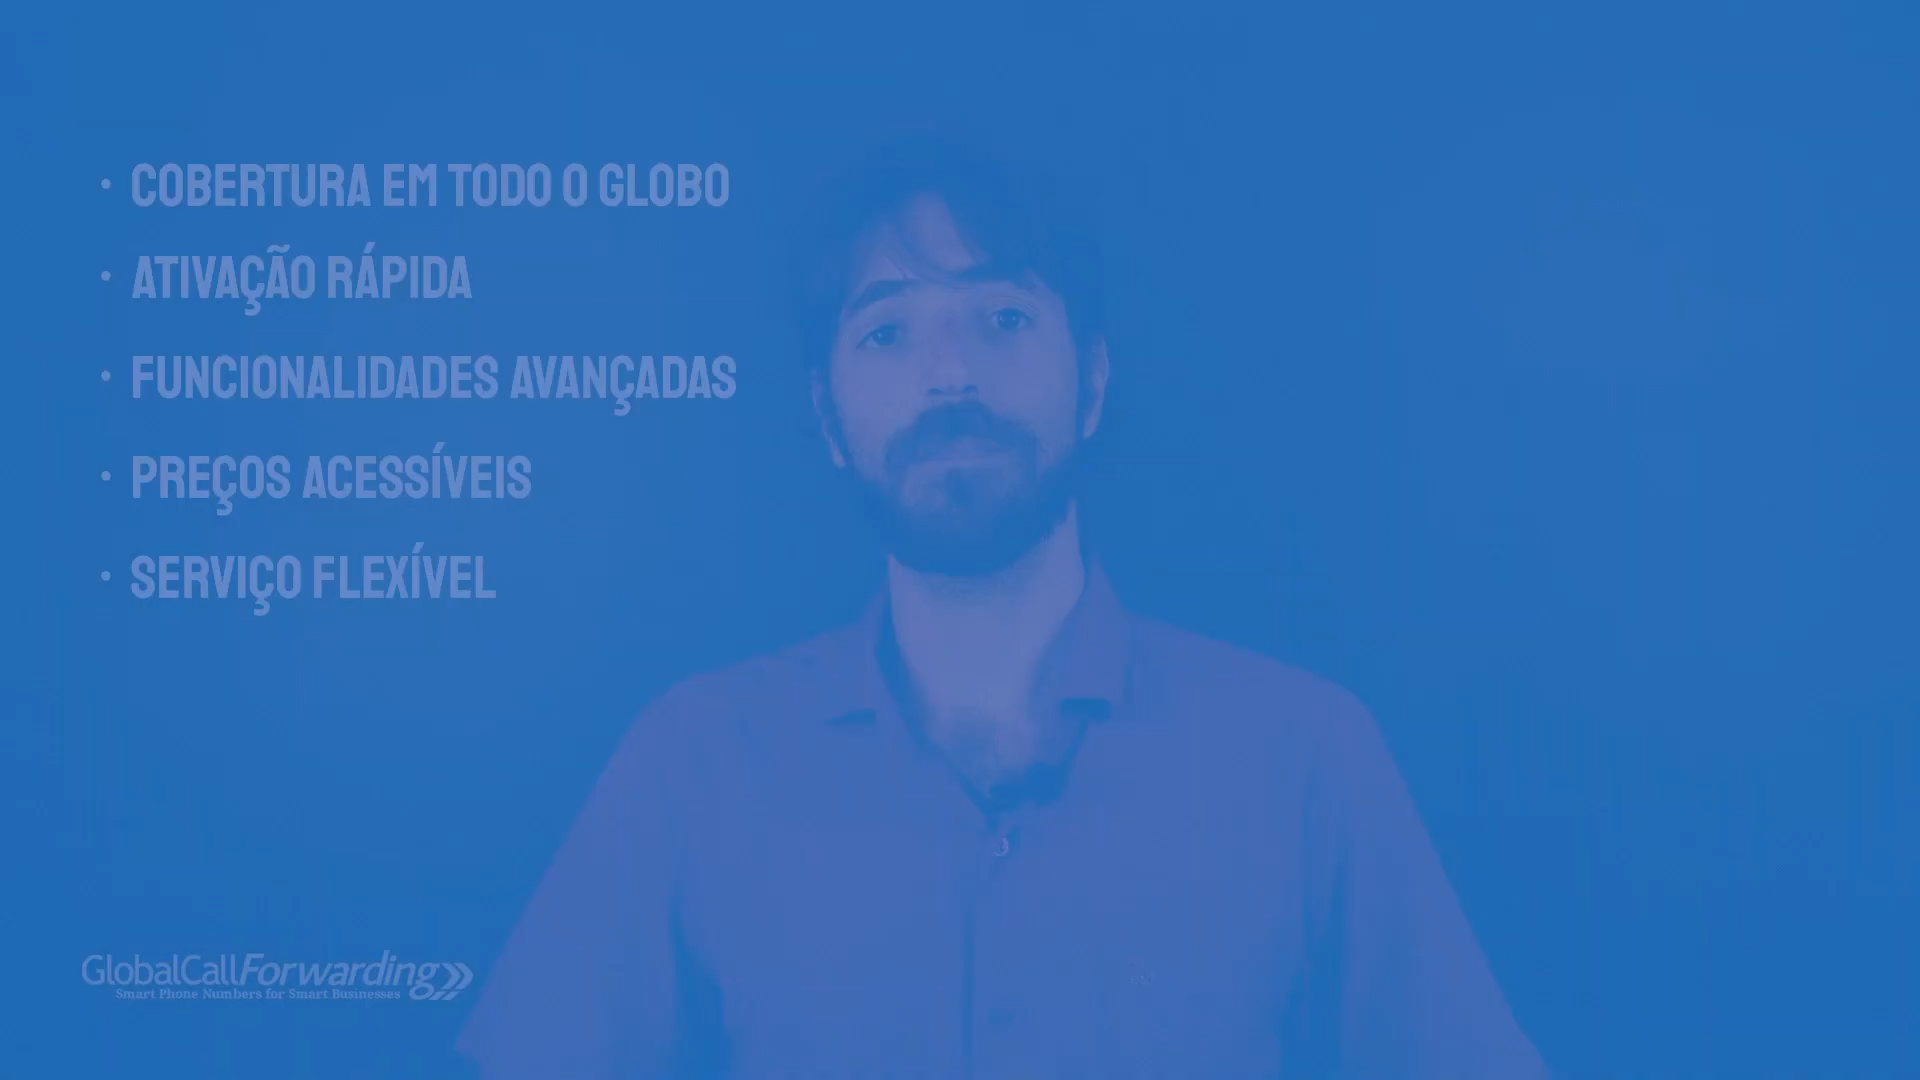 • COBERTURA EM TODO O GLOBO
• ATIVAÇÃO RÁPIDA
• FUNCIONALIDADES AVANÇADAS
• PREÇOS ACESSÍVEIS
• SERVIÇO FLEXÍVEL
GlobalCallForwarding
Smart Phone Numbers for Smart Businesses